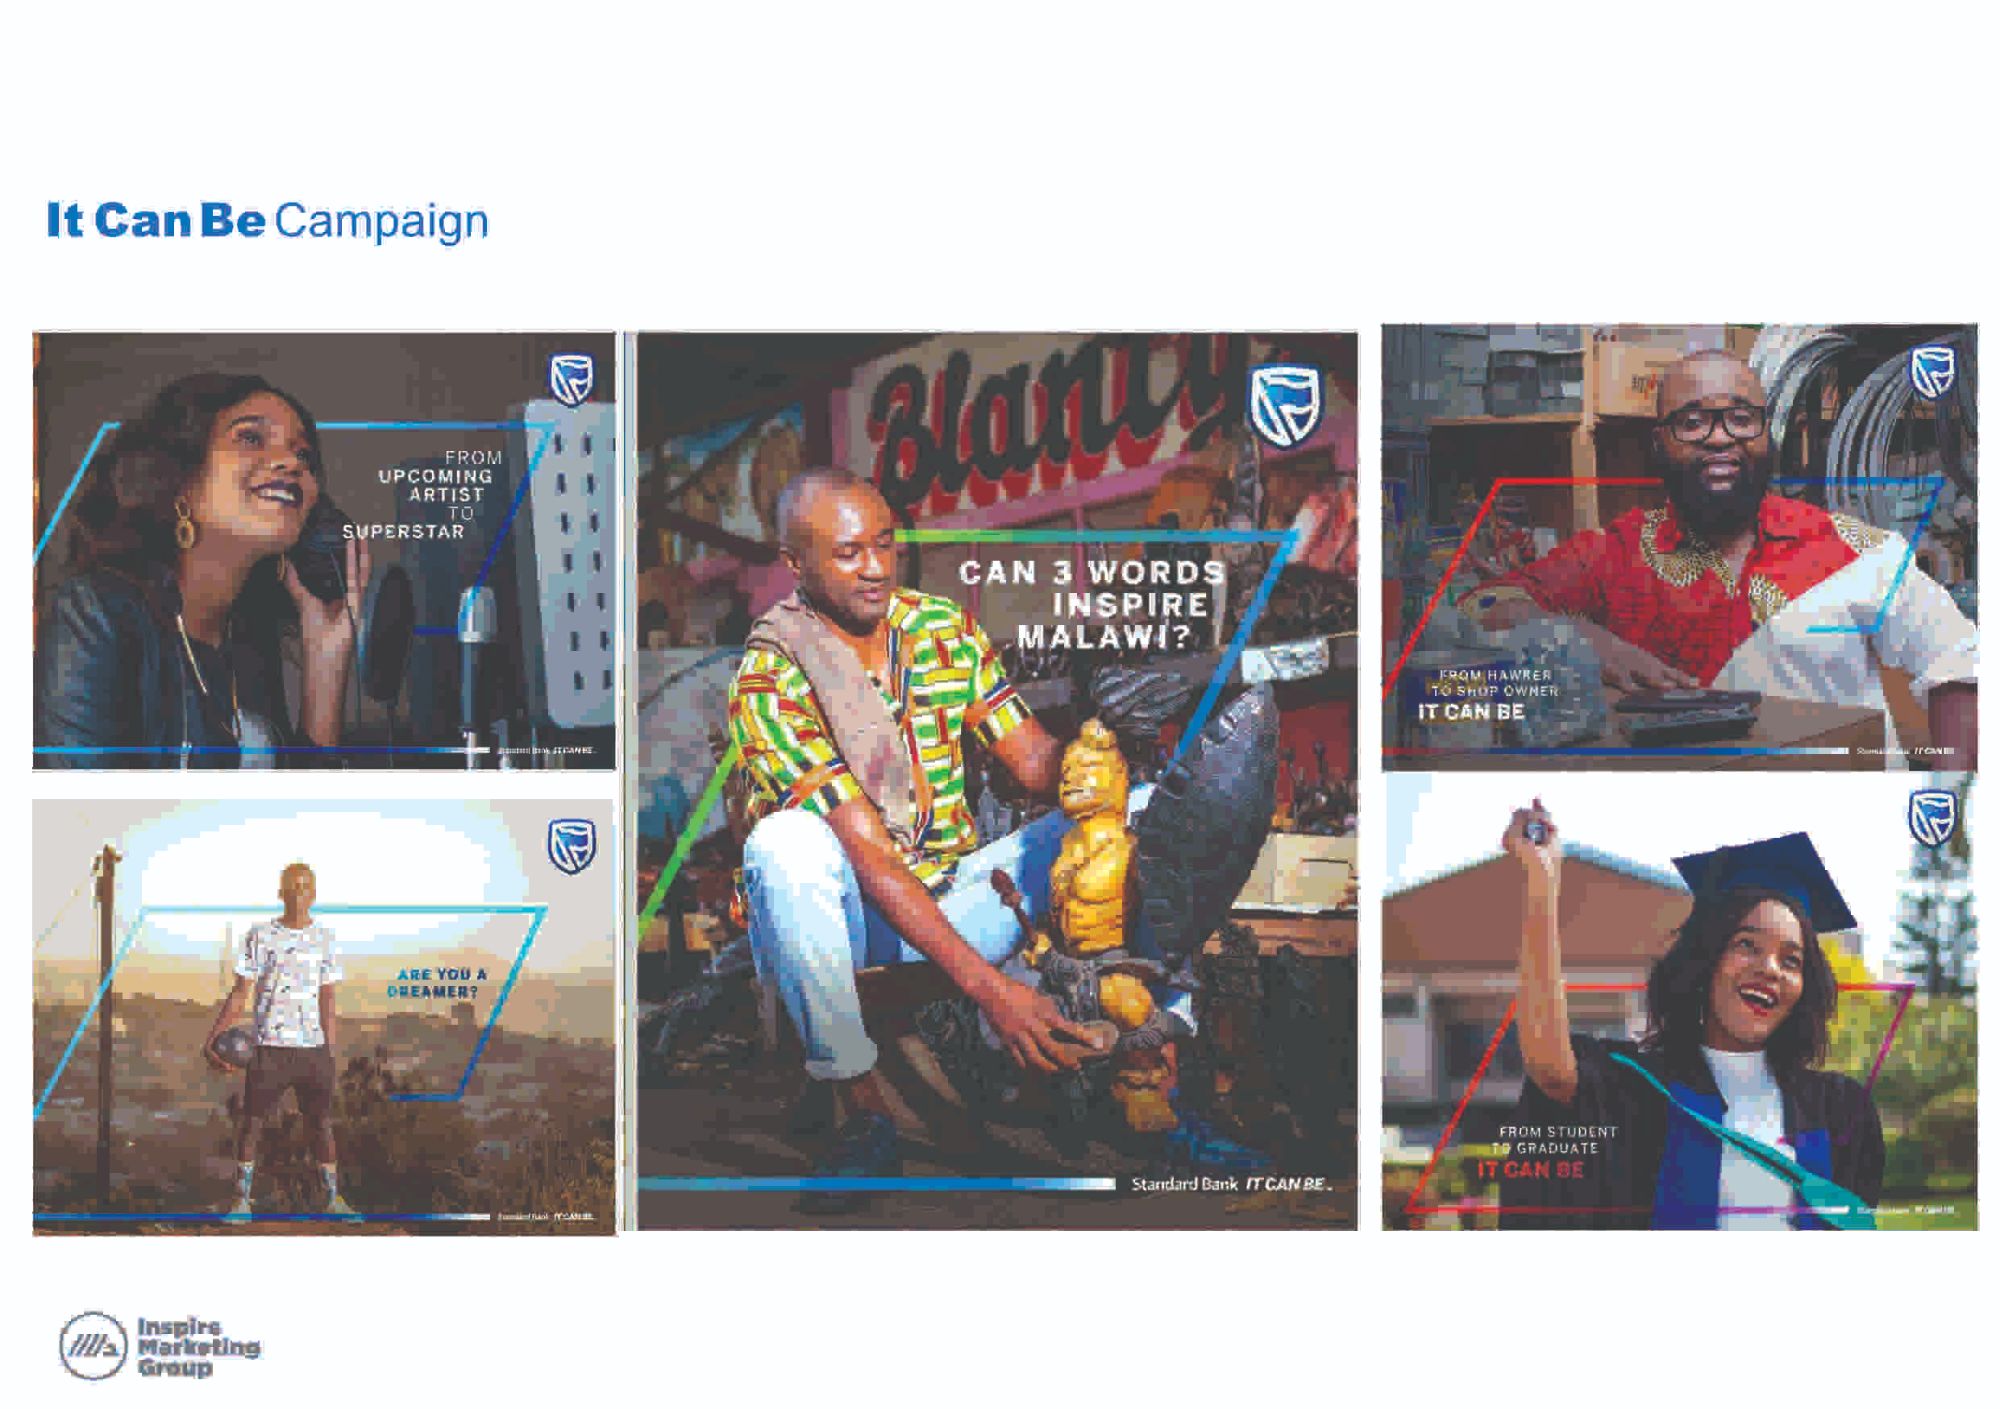 It Can Be Campaign
FROM
UPCOMING
ARTIST
TO
SUPERSTAR
Standard Bank IT CAN BE.
ARE YOU A
DREAMER?
Standard Bank IT CAN BE.
Blanty
CAN 3 WORDS
INSPIRE
MALAWI?
Standard Bank IT CAN BE.
FROM HAWKER
TO SHOP OWNER
IT CAN BE
Standard Bank IT CAN BE.
FROM STUDENT
TO GRADUATE
IT CAN BE
Standard Bank IT CAN BE.
Inspire
Marketing
Group